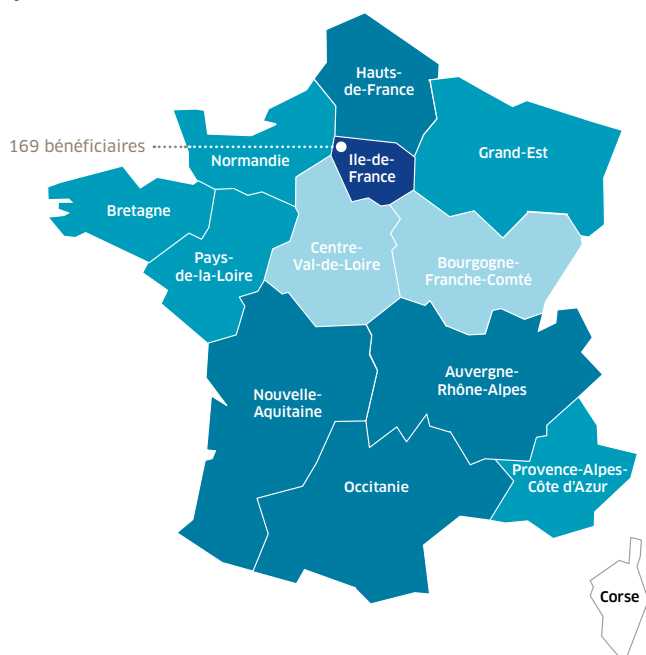 Hauts-
de-France
169 bénéficiaires
Normandie
Ile-de-
France
Grand-Est
Bretagne
Pays-
de-la-Loire
Centre-
Val-de-Loire
Bourgogne-
Franche-Comté
Auvergne-
Rhône-Alpes
Nouvelle-
Aquitaine
Occitanie
Provence-Alpes-
Côte d'Azur
Corse